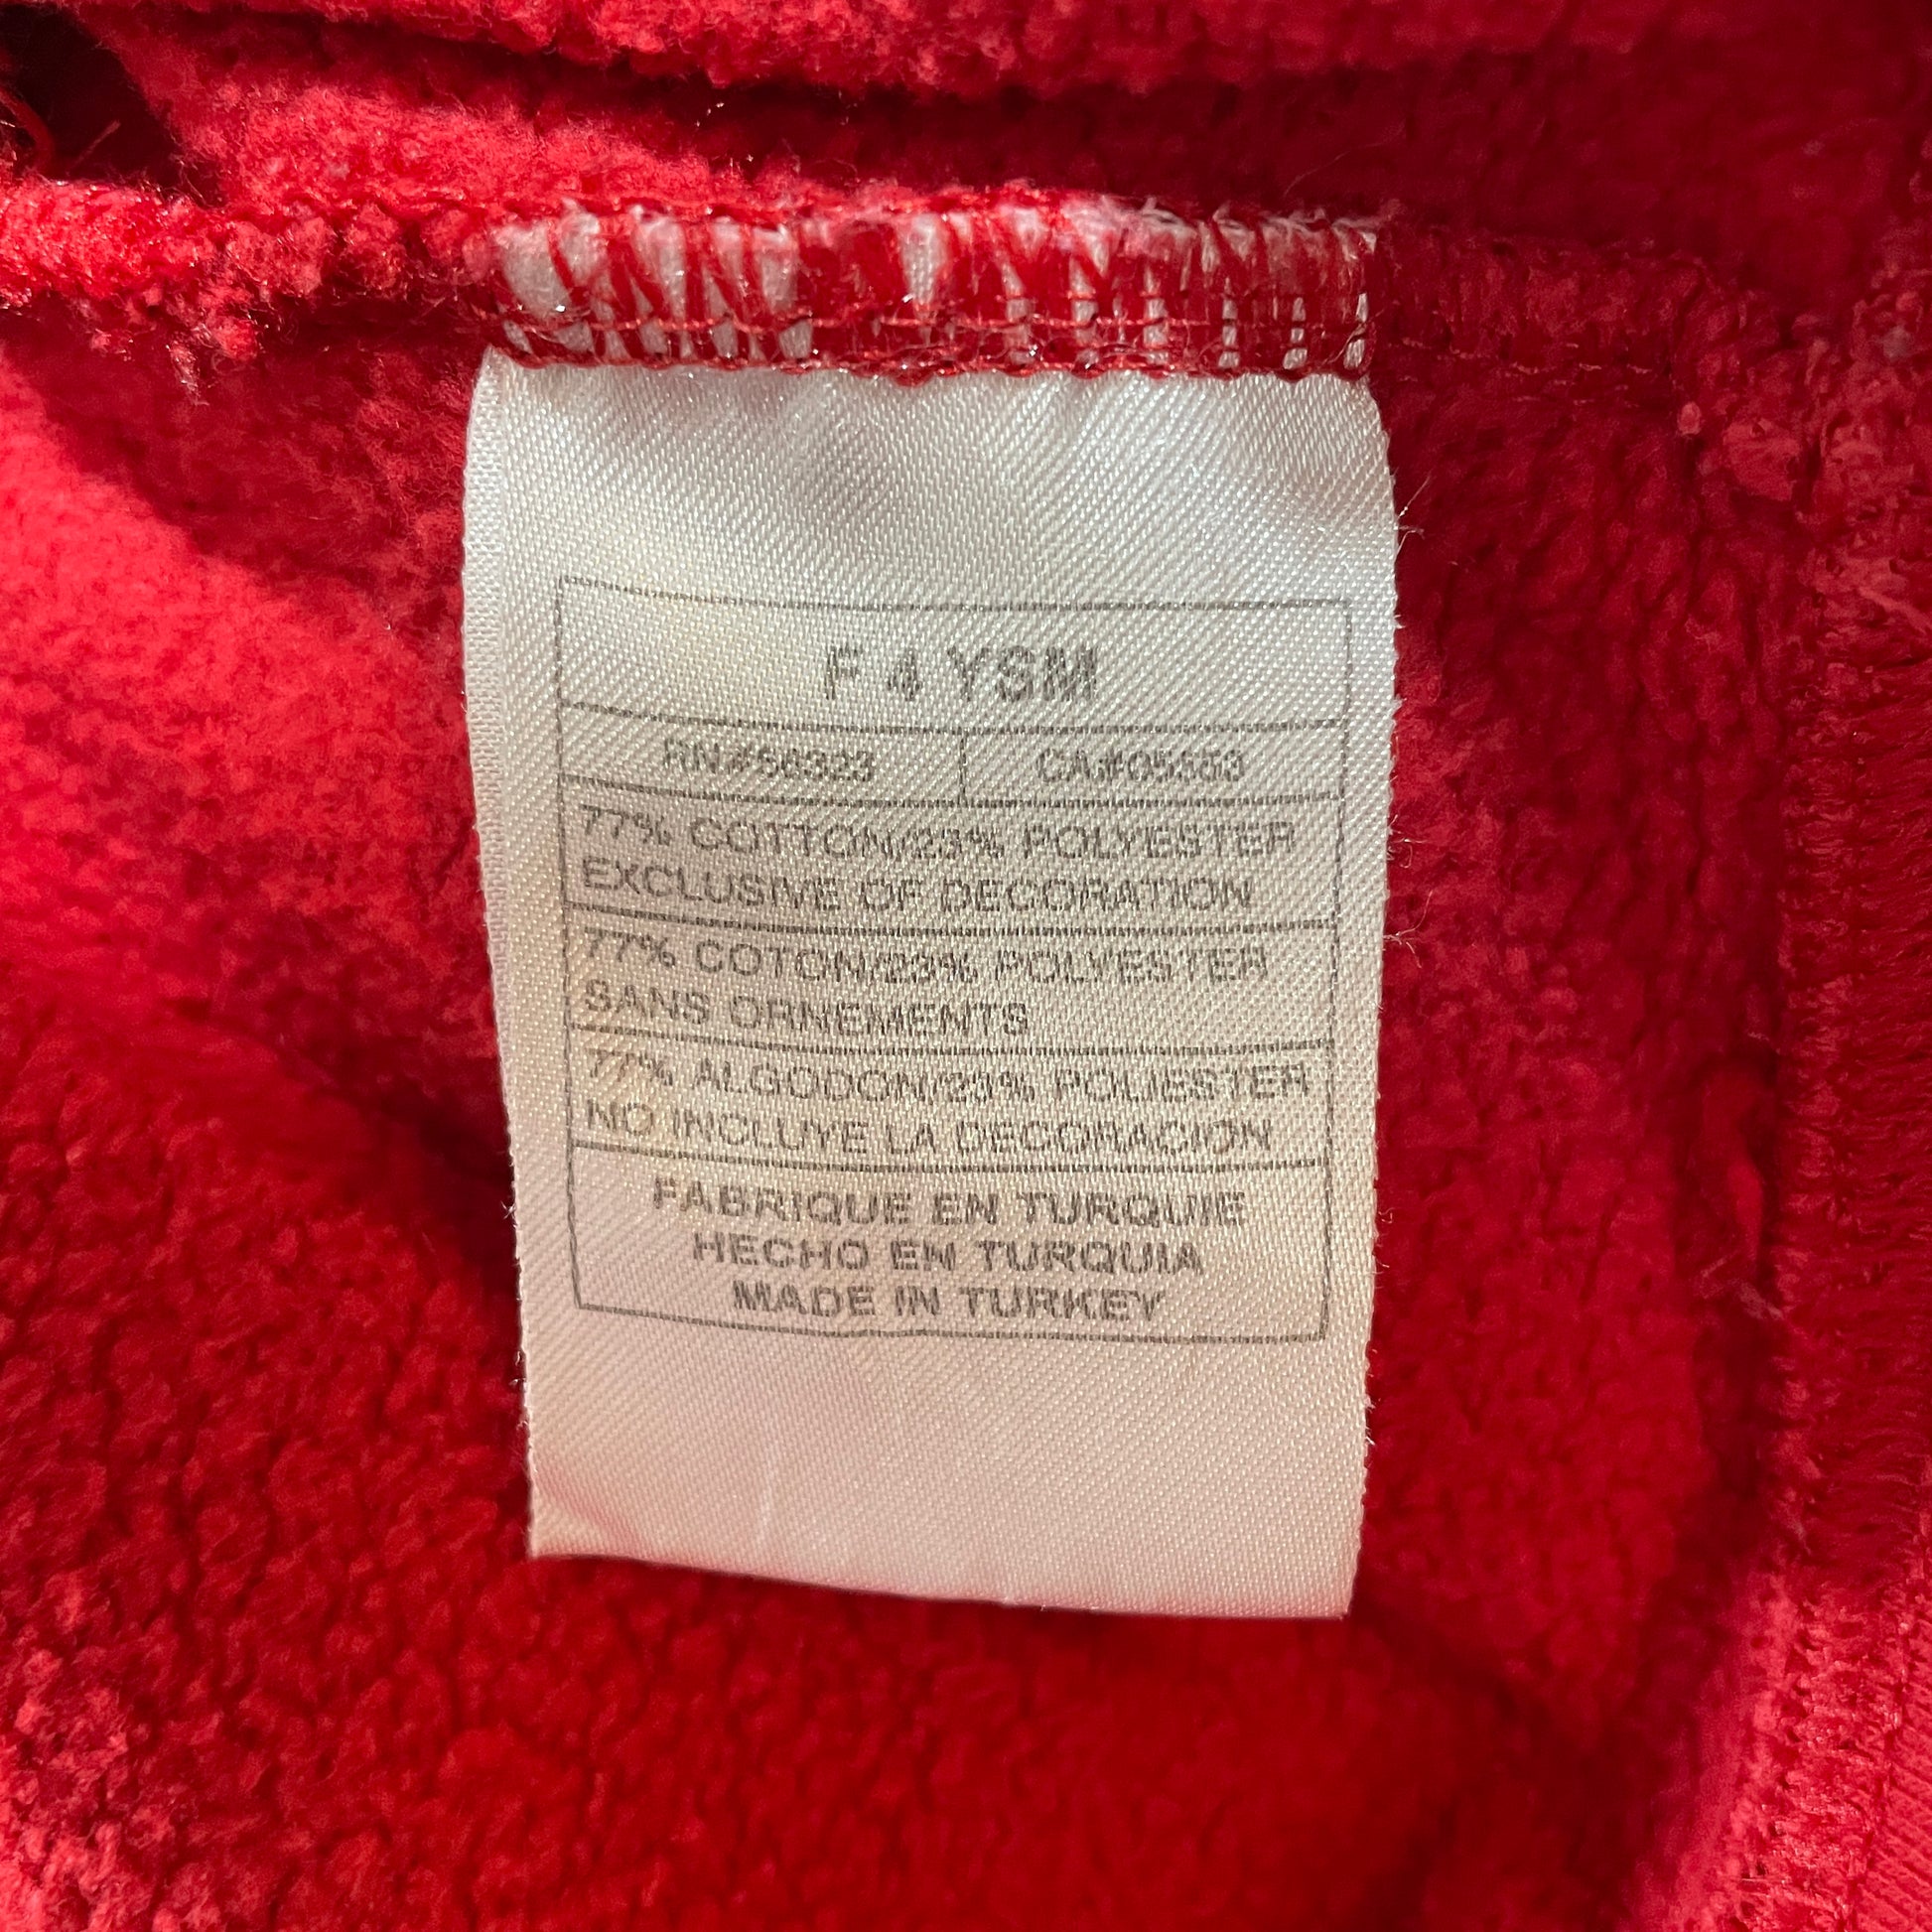 F 4 YSM
RN#56323 CA#05553
77% COTTON/23% POLYESTER
EXCLUSIVE OF DECORATION
77% COTON/23% POLYESTER
SANS ORNEMENTS
77% ALGODON/23% POLIESTER
NO INCLUYE LA DECORACION
FABRIQUE EN TURQUIE
HECHO EN TURQUIA
MADE IN TURKEY